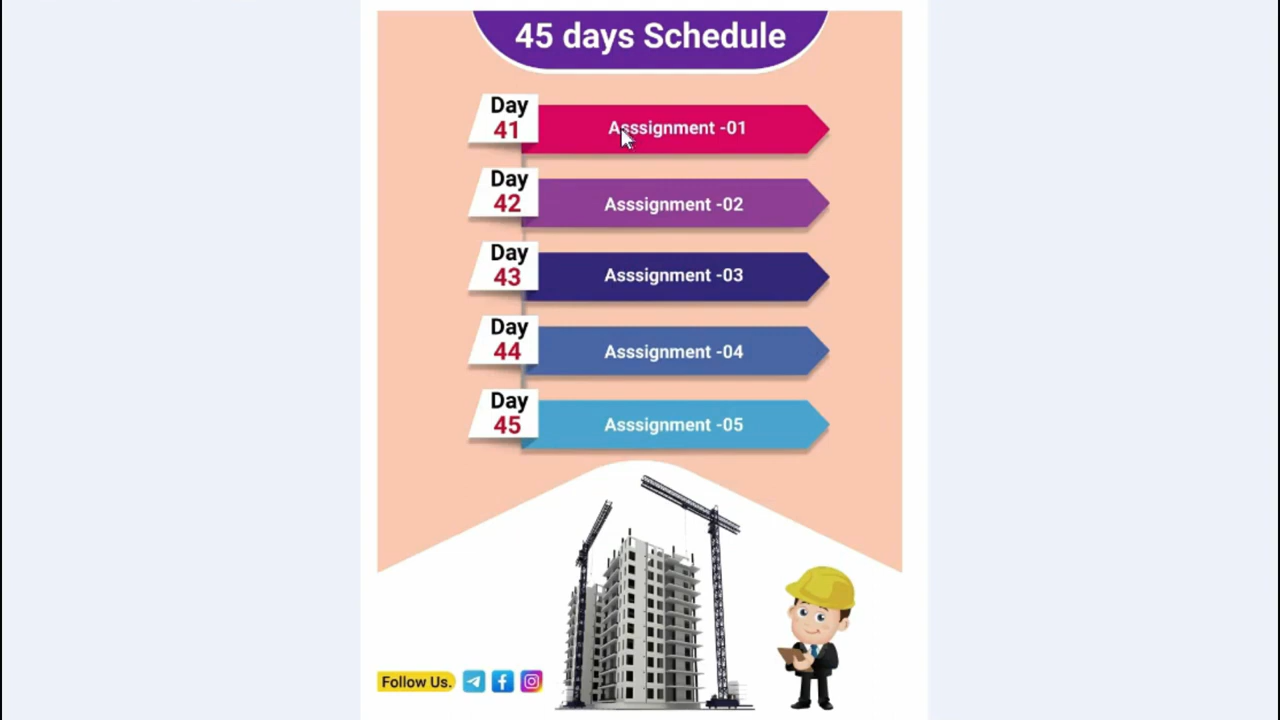 45 days Schedule
Day
41
Asssignment -01
Day
42
Asssignment -02
Day
43
Asssignment -03
Day
44
Asssignment -04
Day
45
Asssignment -05
Follow Us.